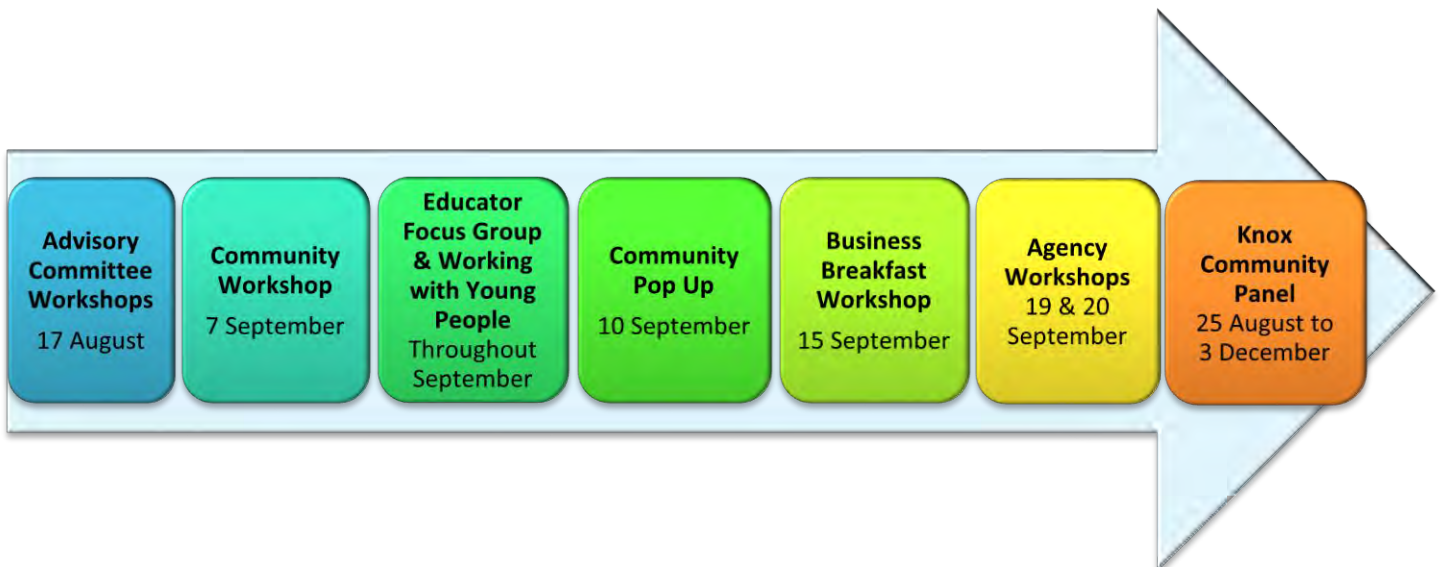 Advisory
Committee
Workshops
17 August
Community
Workshop
7 September
Educator
Focus Group
& Working
with Young
People
Throughout
September
Community
Pop Up
10 September
Business
Breakfast
Workshop
15 September
Agency
Workshops
19 & 20
September
Knox
Community
Panel
25 August to
3 December